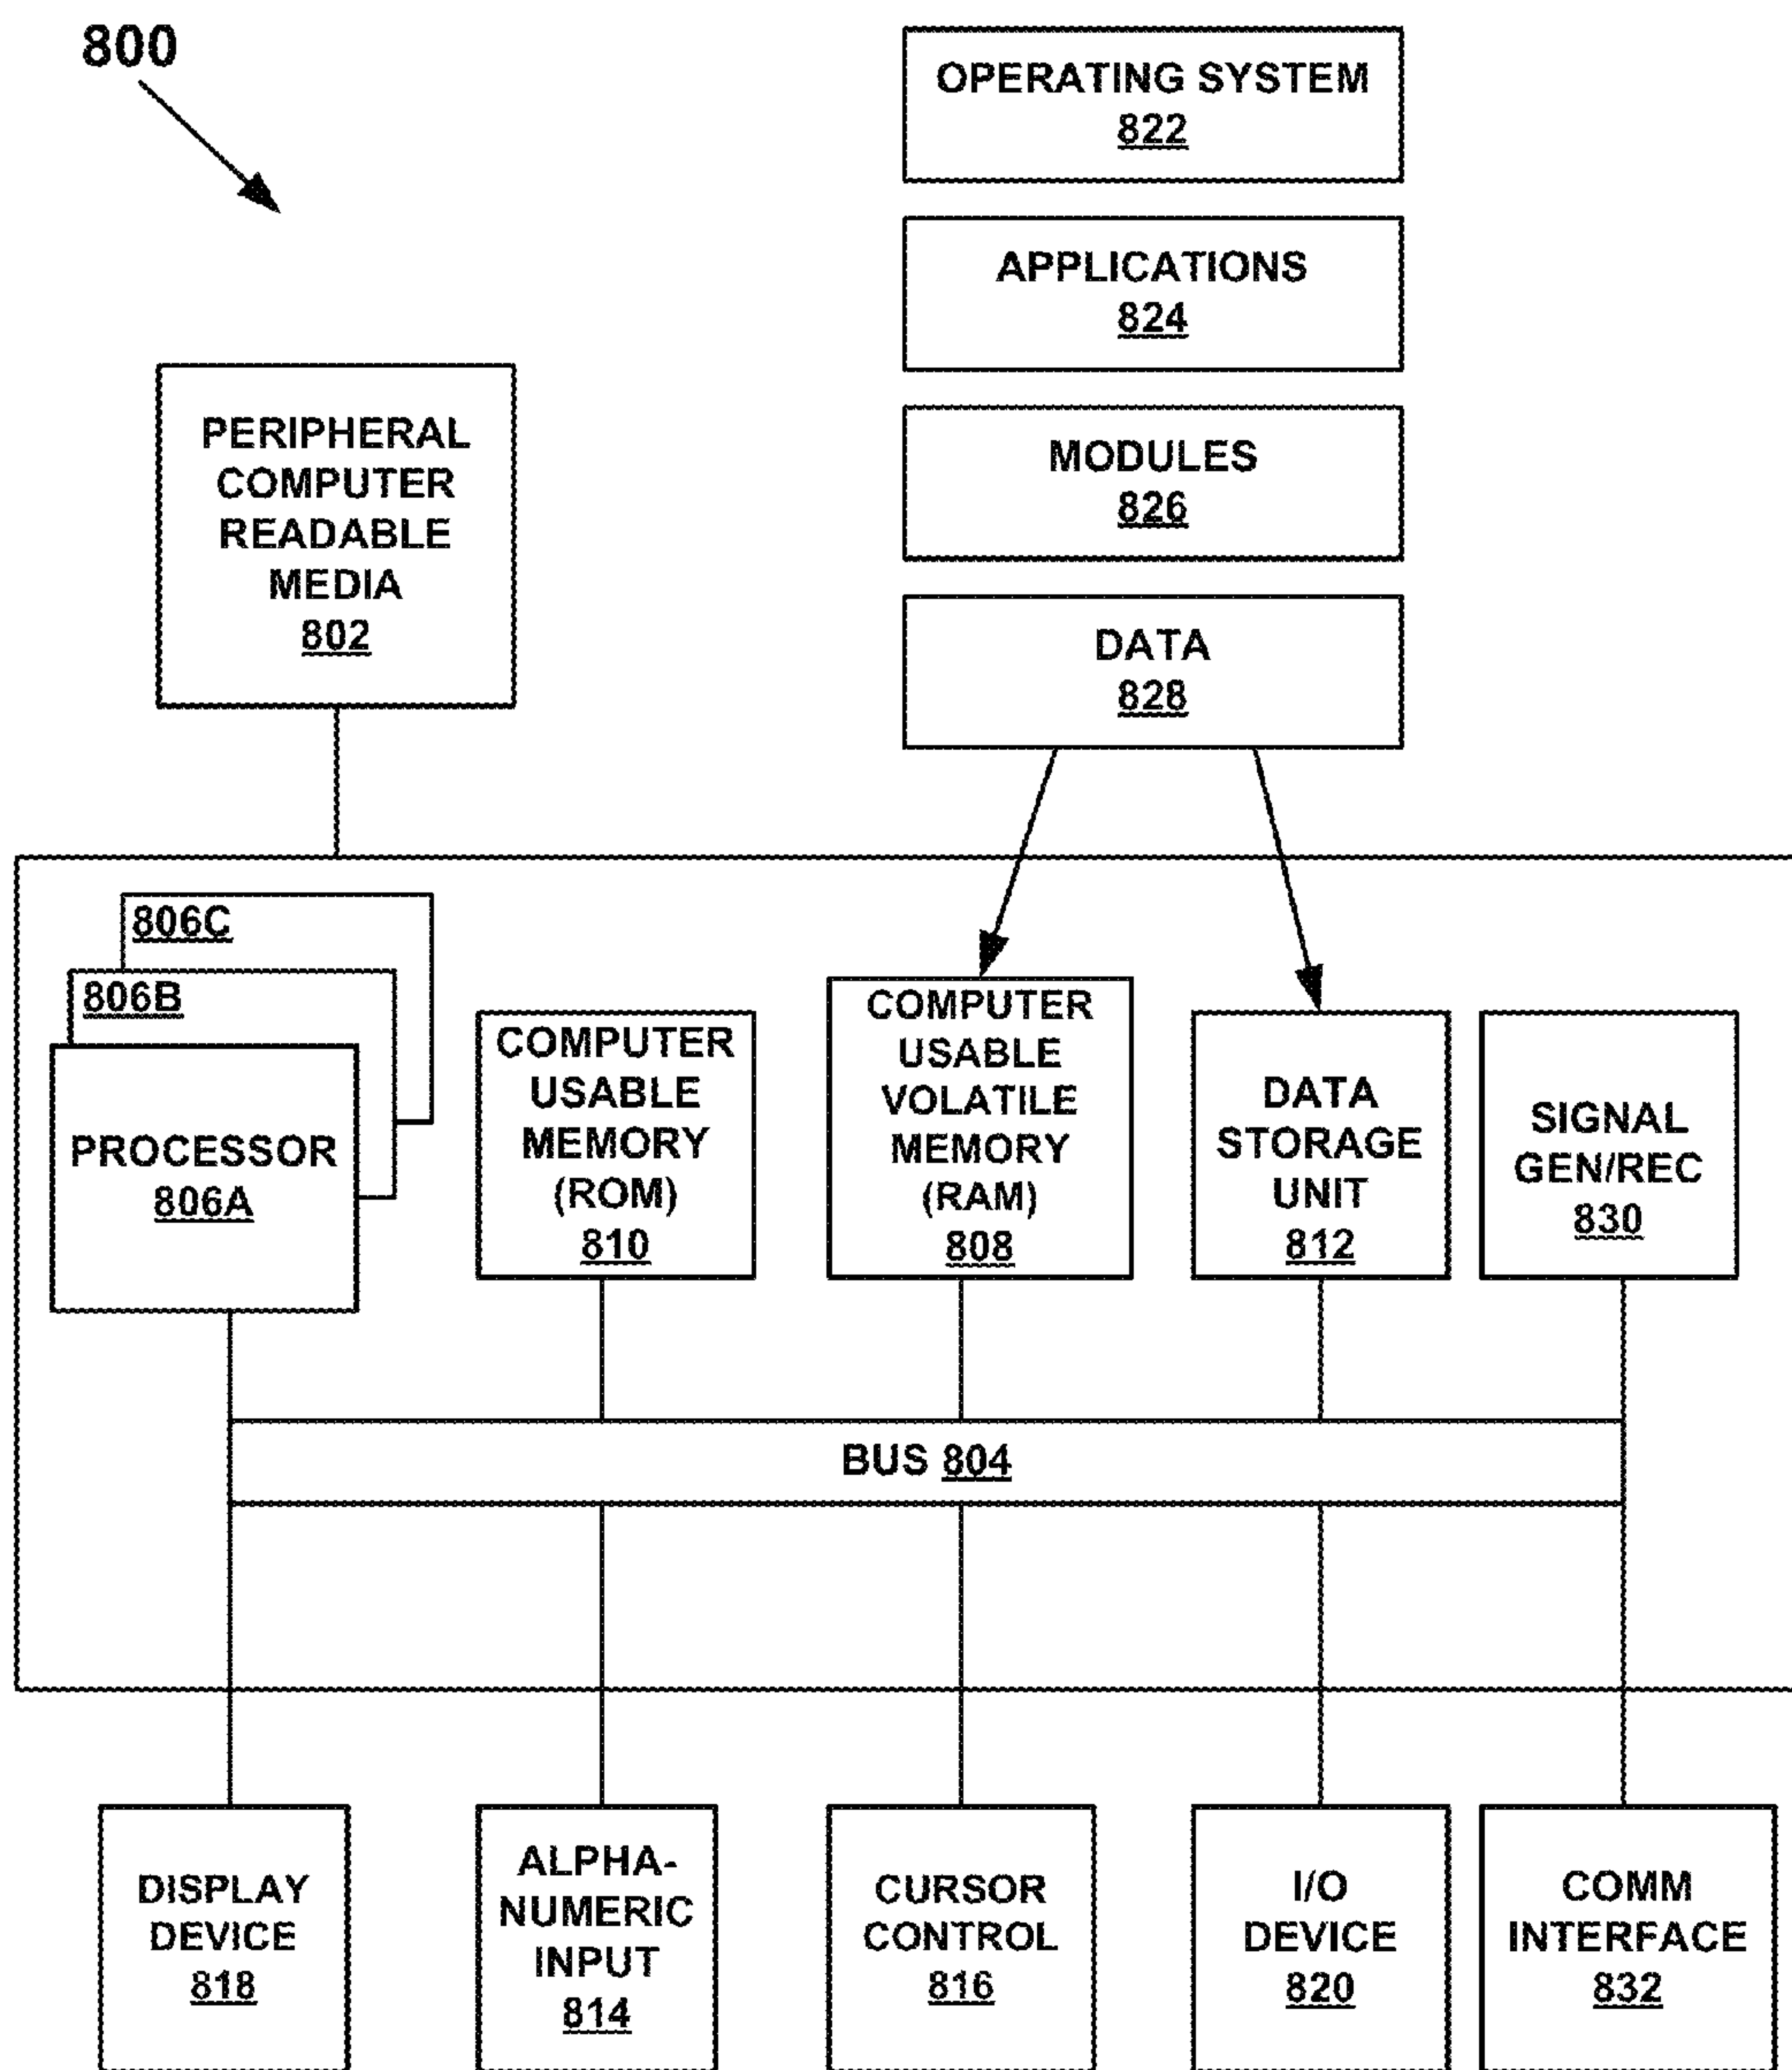 800
OPERATING SYSTEM
822
APPLICATIONS
824
PERIPHERAL
COMPUTER
READABLE
MEDIA
802
MODULES
826
DATA
828
806C
806B
PROCESSOR
806A
COMPUTER
USABLE
MEMORY
(ROM)
810
COMPUTER
USABLE
VOLATILE
MEMORY
(RAM)
808
DATA
STORAGE
UNIT
812
SIGNAL
GEN/REC
830
BUS 804
DISPLAY
DEVICE
818
ALPHA-
NUMERIC
INPUT
814
CURSOR
CONTROL
816
I/O
DEVICE
820
COMM
INTERFACE
832